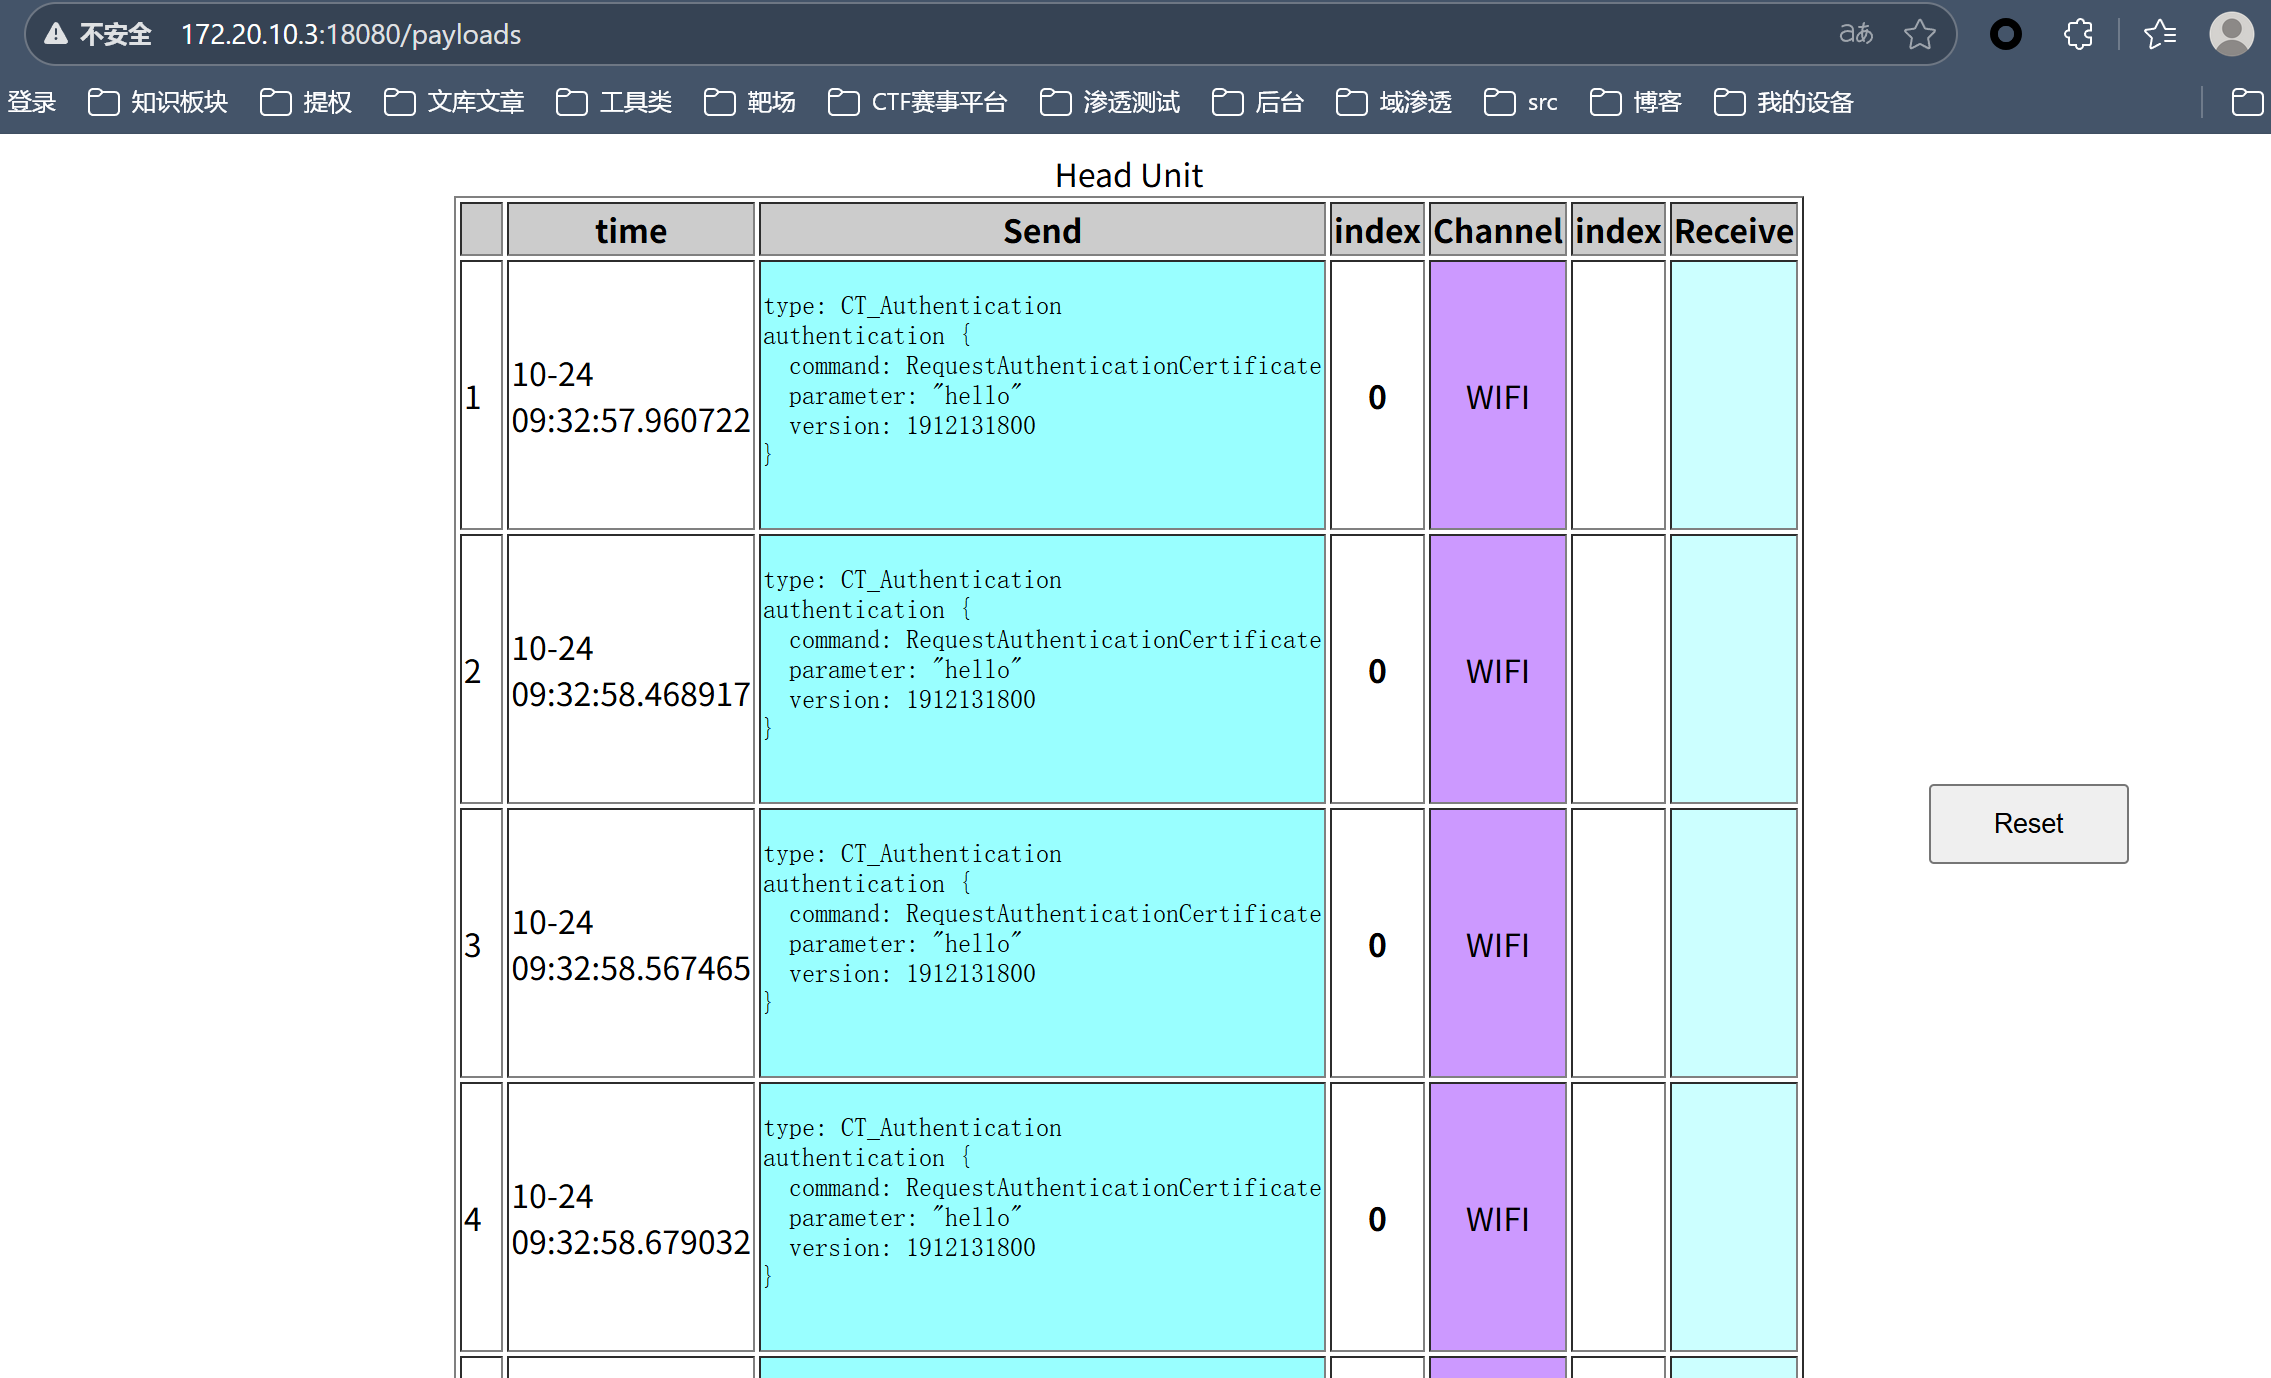 不安全 172.20.10.3:18080/payloads aあ
登录 知识板块 提权 文库文章 工具类 靶场 CTF赛事平台 渗透测试 后台 域渗透 src 博客 我的设备
Head Unit
time Send index Channel index Receive
1
10-24
09:32:57.960722
type: CT_Authentication
authentication {
  command: RequestAuthenticationCertificate
  parameter: "hello"
  version: 1912131800
}
0 WIFI
2
10-24
09:32:58.468917
type: CT_Authentication
authentication {
  command: RequestAuthenticationCertificate
  parameter: "hello"
  version: 1912131800
}
0 WIFI
3
10-24
09:32:58.567465
type: CT_Authentication
authentication {
  command: RequestAuthenticationCertificate
  parameter: "hello"
  version: 1912131800
}
0 WIFI
4
10-24
09:32:58.679032
type: CT_Authentication
authentication {
  command: RequestAuthenticationCertificate
  parameter: "hello"
  version: 1912131800
}
0 WIFI
Reset